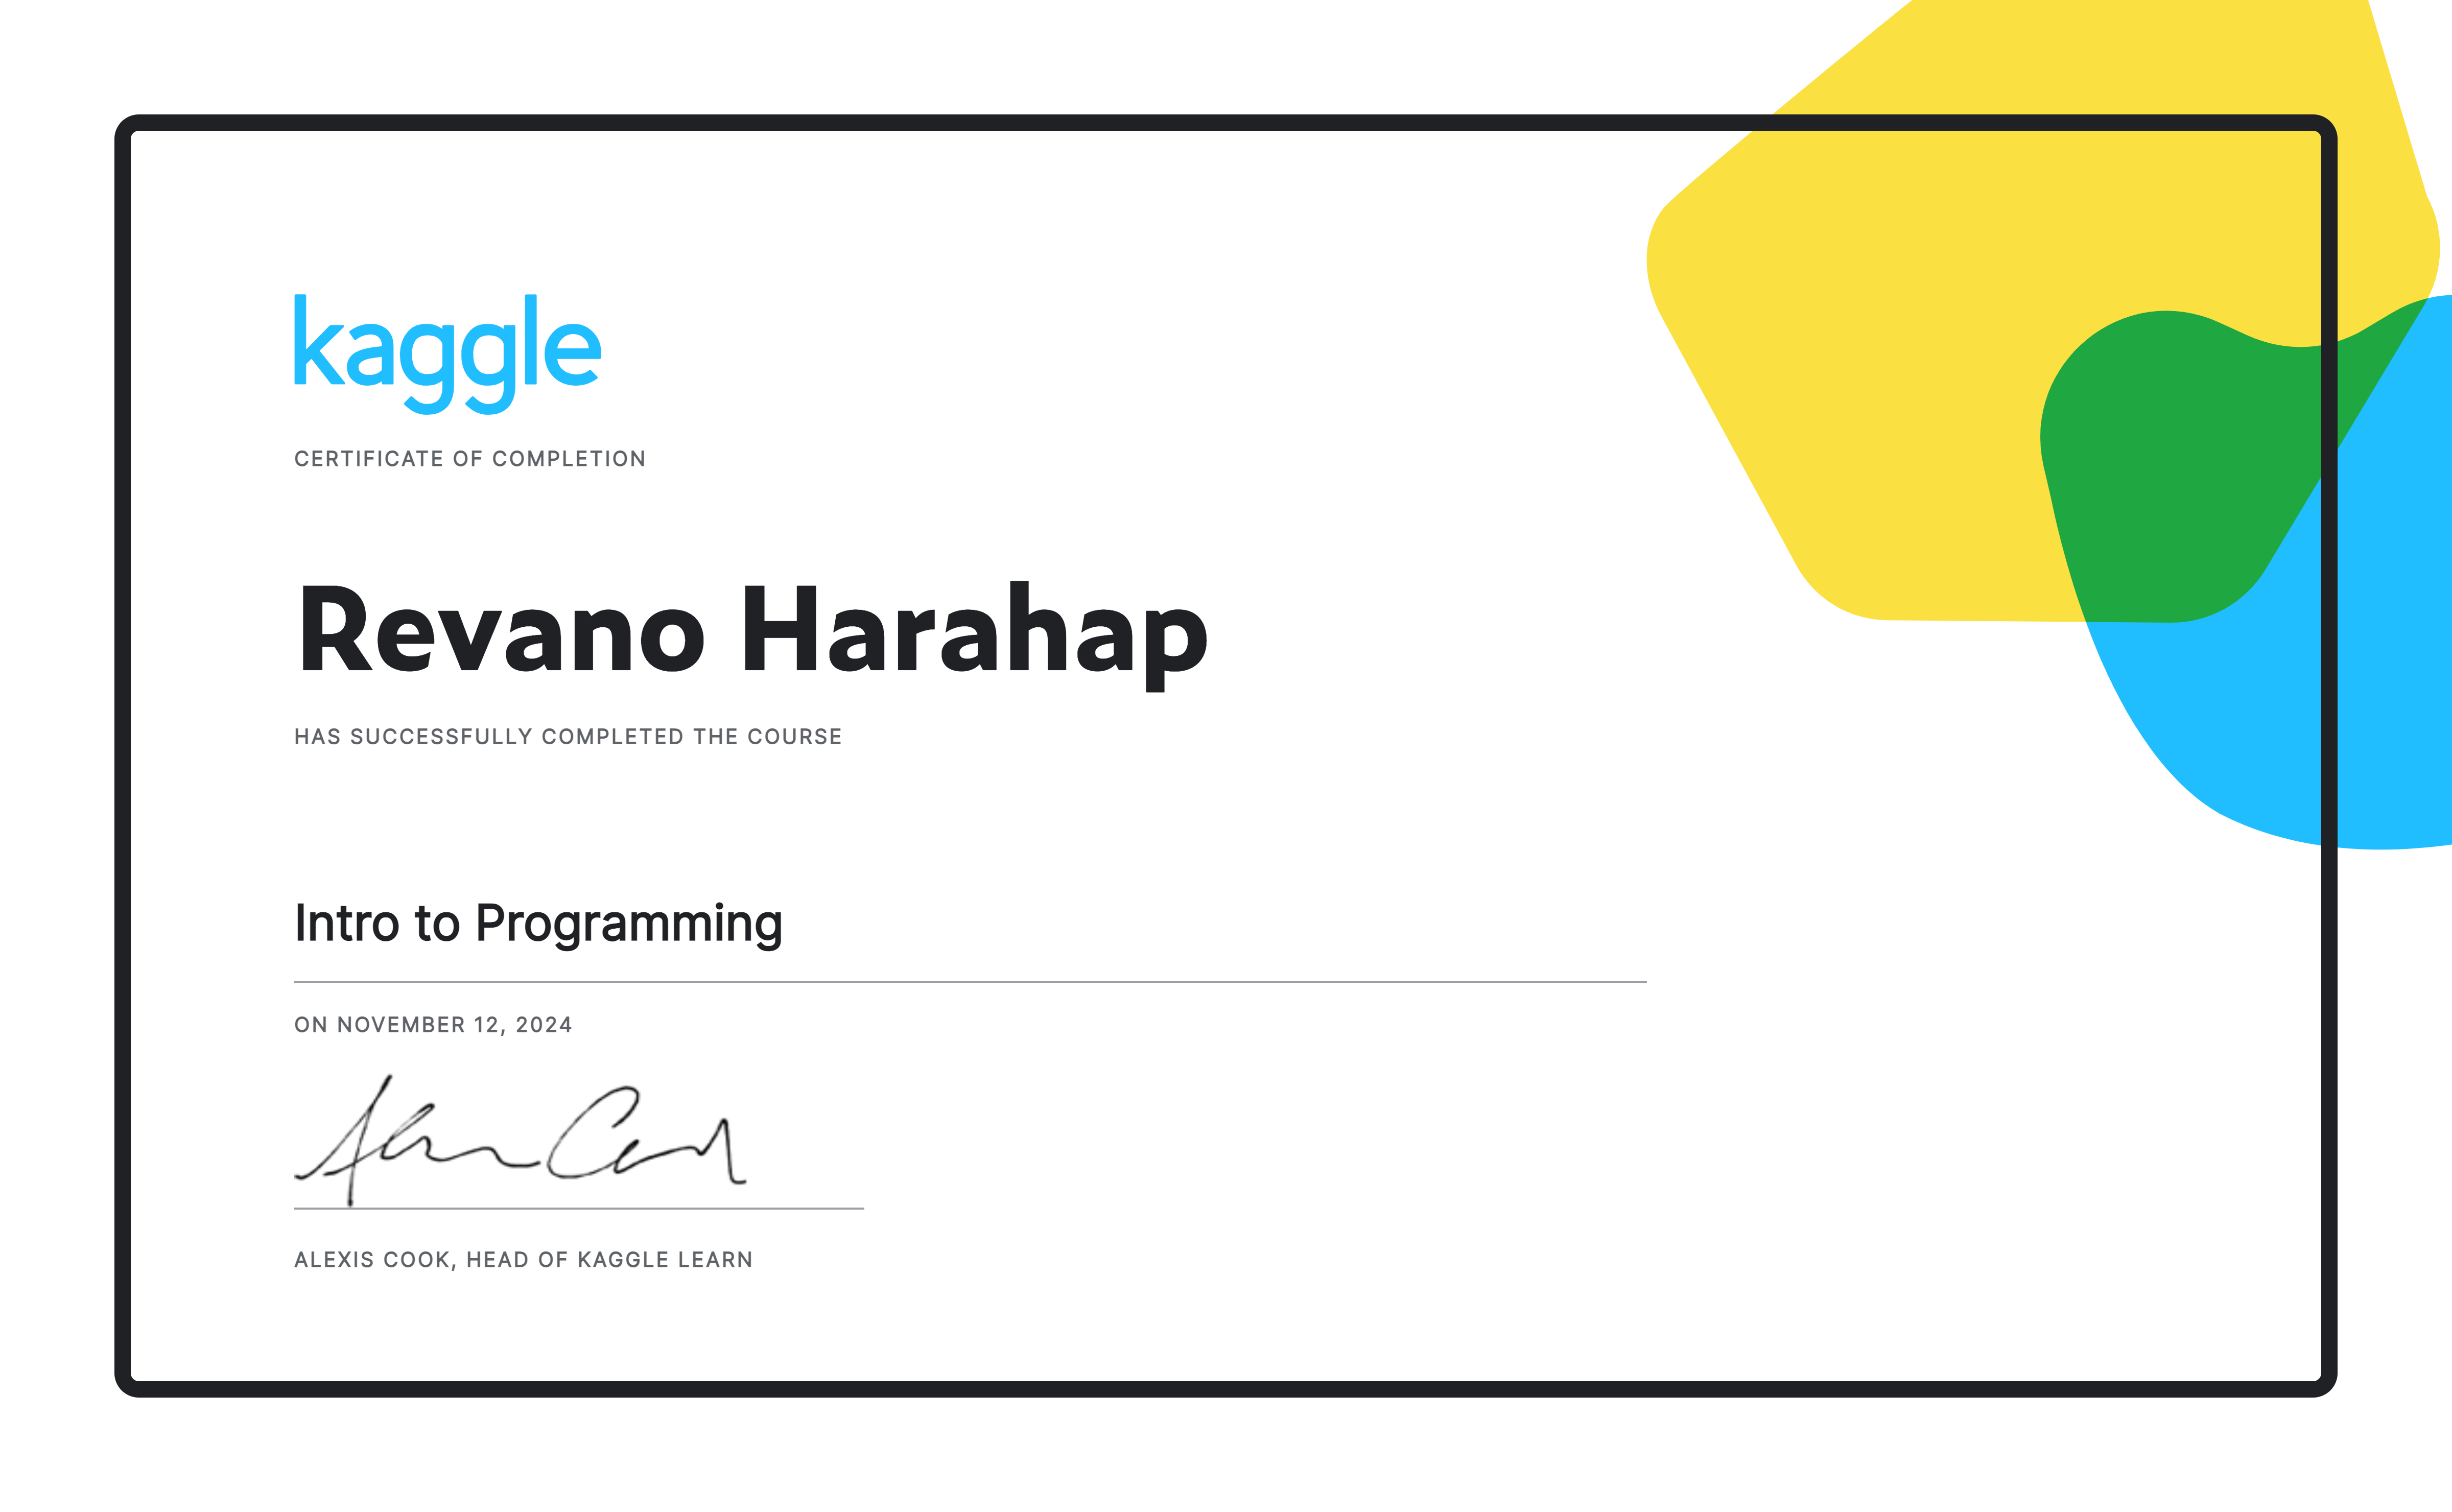 kaggle
CERTIFICATE OF COMPLETION
Revano Harahap
HAS SUCCESSFULLY COMPLETED THE COURSE
Intro to Programming
ON NOVEMBER 12, 2024
ALEXIS COOK, HEAD OF KAGGLE LEARN